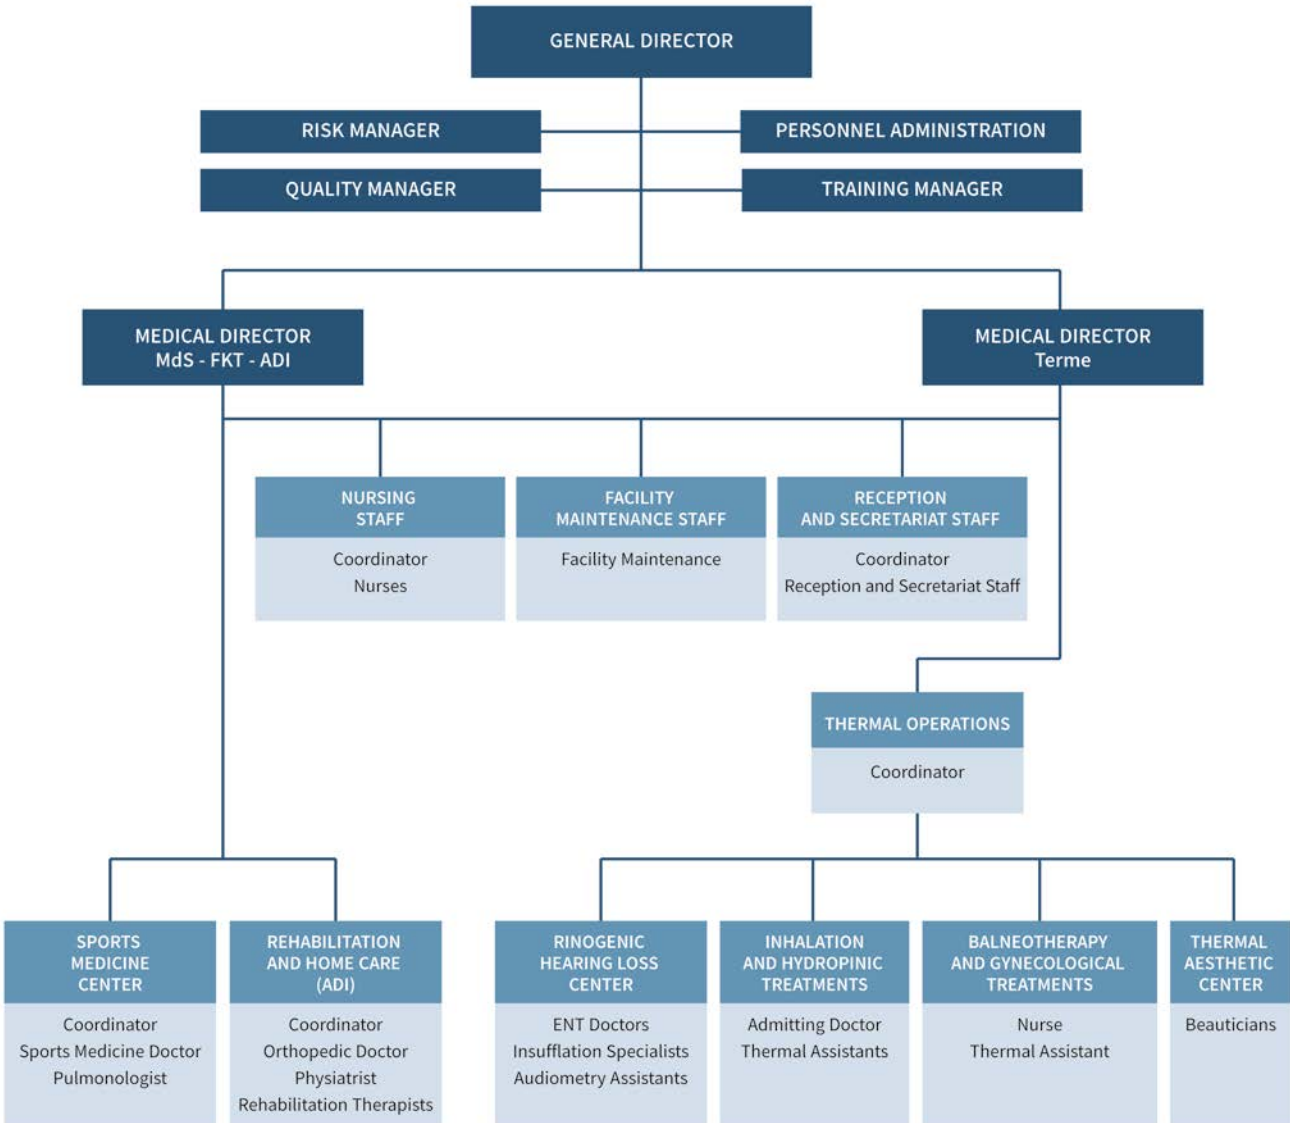 GENERAL DIRECTOR
RISK MANAGER
PERSONNEL ADMINISTRATION
QUALITY MANAGER
TRAINING MANAGER
MEDICAL DIRECTOR
MdS - FKT - ADI
MEDICAL DIRECTOR
Terme
NURSING
STAFF
Coordinator
Nurses
FACILITY
MAINTENANCE STAFF
Facility Maintenance
RECEPTION
AND SECRETARIAT STAFF
Coordinator
Reception and Secretariat Staff
THERMAL OPERATIONS
Coordinator
SPORTS
MEDICINE
CENTER
Coordinator
Sports Medicine Doctor
Pulmonologist
REHABILITATION
AND HOME CARE
(ADI)
Coordinator
Orthopedic Doctor
Physiatrist
Rehabilitation Therapists
RINOGENIC
HEARING LOSS
CENTER
ENT Doctors
Insufflation Specialists
Audiometry Assistants
INHALATION
AND HYDROPINIC
TREATMENTS
Admitting Doctor
Thermal Assistants
BALNEOTHERAPY
AND GYNECOLOGICAL
TREATMENTS
Nurse
Thermal Assistant
THERMAL
AESTHETIC
CENTER
Beauticians